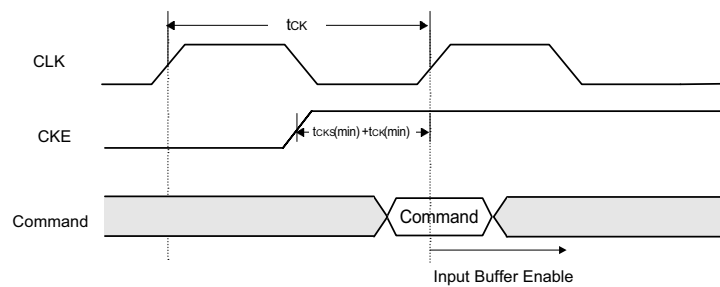 tCK
CLK
CKE
tCKS(min)+tCK(min)
Command
Command
Input Buffer Enable